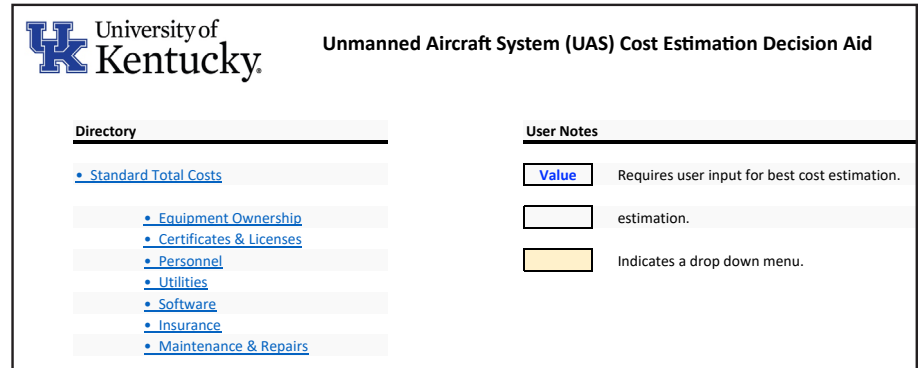 University of
Kentucky.
Unmanned Aircraft System (UAS) Cost Estimation Decision Aid
Directory
• Standard Total Costs
• Equipment Ownership
• Certificates & Licenses
• Personnel
• Utilities
• Software
• Insurance
• Maintenance & Repairs
User Notes
Value Requires user input for best cost estimation.
estimation.
Indicates a drop down menu.